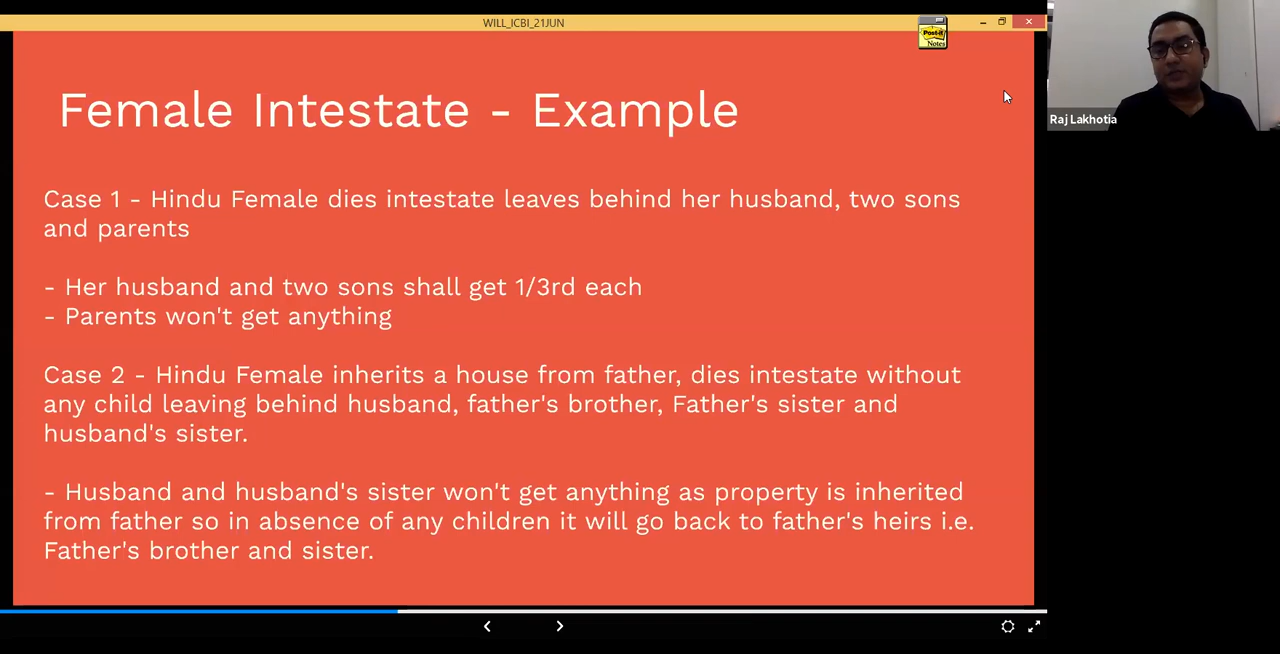 WILL_ICBI_21JUN
Post-it
Notes
Female Intestate - Example
Raj Lakhotia
Case 1 - Hindu Female dies intestate leaves behind her husband, two sons
and parents
- Her husband and two sons shall get 1/3rd each
- Parents won't get anything
Case 2 - Hindu Female inherits a house from father, dies intestate without
any child leaving behind husband, father's brother, Father's sister and
husband's sister.
- Husband and husband's sister won't get anything as property is inherited
from father so in absence of any children it will go back to father's heirs i.e.
Father's brother and sister.